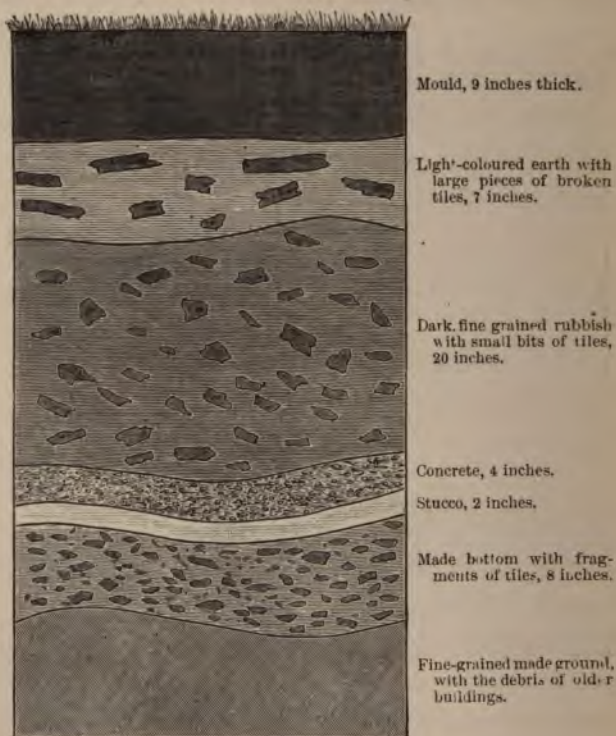 Mould, 9 inches thick.
Light-coloured earth with
large pieces of broken
tiles, 7 inches.
Dark, fine grained rubbish
with small bits of tiles,
20 inches.
Concrete, 4 inches.
Stucco, 2 inches.
Made bottom with frag-
ments of tiles, 8 inches.
Fine-grained made ground,
with the debris of older
buildings.